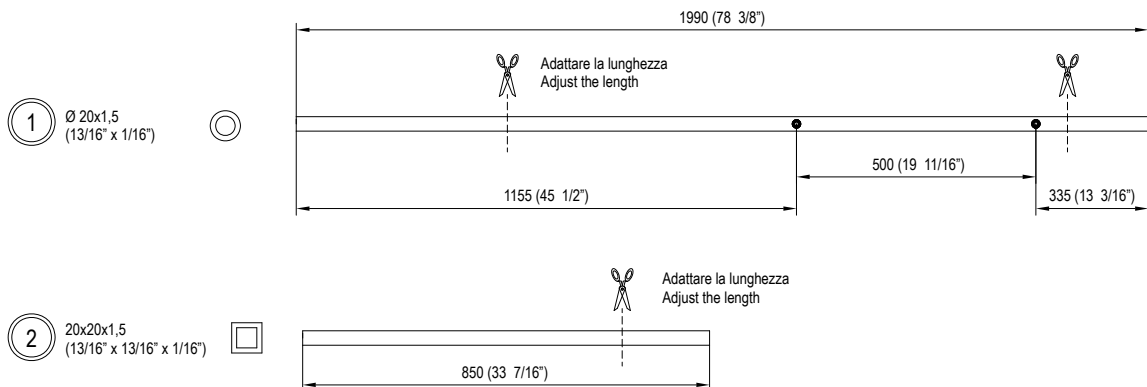 1990 (78 3/8”)
Adattare la lunghezza
Adjust the length
1
Ø 20x1,5
(13/16” x 1/16”)
500 (19 11/16”)
1155 (45 1/2”)
335 (13 3/16”)
Adattare la lunghezza
Adjust the length
2
20x20x1,5
(13/16” x 13/16” x 1/16”)
850 (33 7/16”)